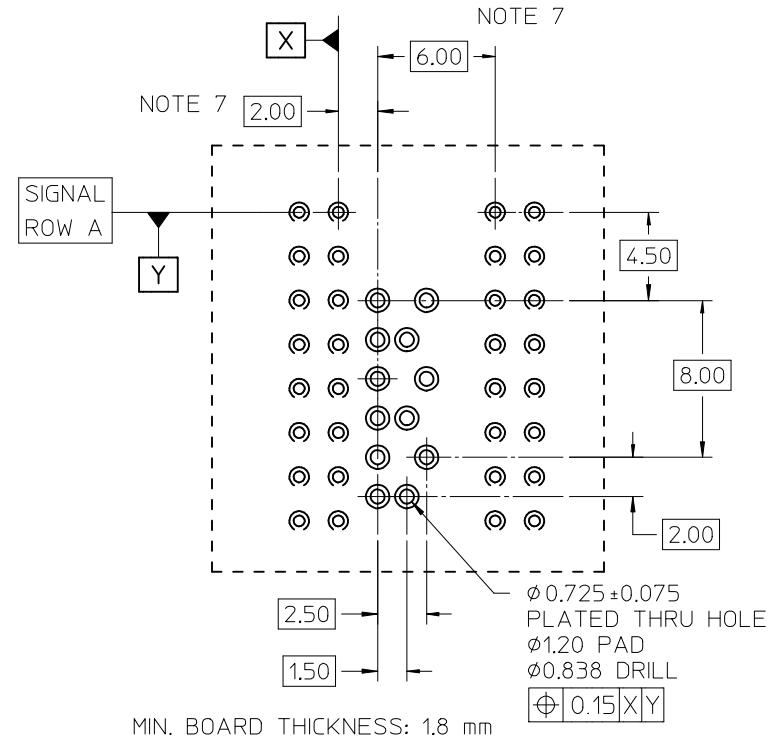 NOTE 7
X
6.00
NOTE 7
2.00
SIGNAL
ROW A
Y
4.50
8.00
2.00
2.50
1.50
Ø0.725±0.075
PLATED THRU HOLE
Ø1.20 PAD
Ø0.838 DRILL
⌖ 0.15 X Y
MIN. BOARD THICKNESS: 1.8 mm